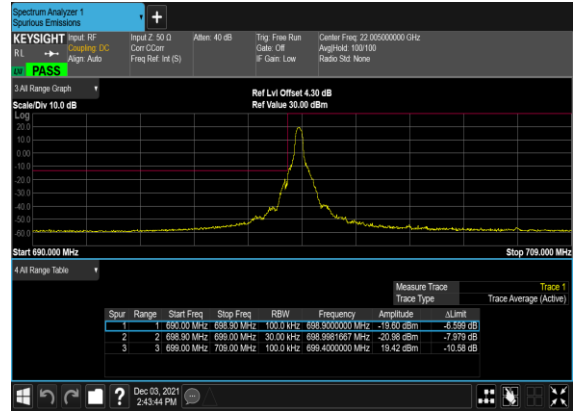 Spectrum Analyzer 1
Spurious Emissions
KEYSIGHT Input: RF Input Z: 50 Ω Atten: 40 dB Trig: Free Run Center Freq: 22.005000000 GHz
RL Coupling: DC Corr CCorr Gate: Off Avg|Hold: 100/100
Align: Auto Freq Ref: Int (S) IF Gain: Low Radio Std: None
PASS
3 All Range Graph
Ref Lvl Offset 4.30 dB
Scale/Div 10.0 dB Ref Value 30.00 dBm
Log
20.0
10.0
0.00
-10.0
-20.0
-30.0
-40.0
-50.0
-60.0
Start 690.000 MHz Stop 709.000 MHz
4 All Range Table
Measure Trace Trace 1
Trace Type Trace Average (Active)
Spur Range Start Freq Stop Freq RBW Frequency Amplitude ΔLimit
1 1 690.00 MHz 698.90 MHz 100.0 kHz 698.9000000 MHz -19.60 dBm -6.599 dB
2 2 698.90 MHz 699.00 MHz 30.00 kHz 698.9981667 MHz -20.98 dBm -7.979 dB
3 3 699.00 MHz 709.00 MHz 100.0 kHz 699.4000000 MHz 19.42 dBm -10.58 dB
? Dec 03, 2021
2:43:44 PM